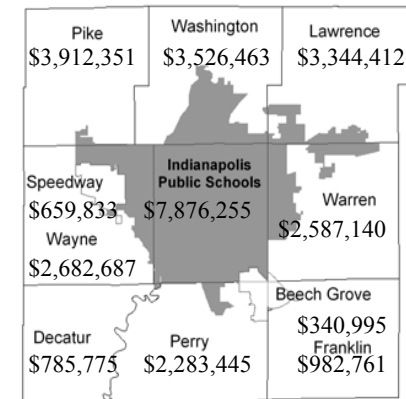 Pike
$3,912,351
Washington
$3,526,463
Lawrence
$3,344,412
Indianapolis
Public Schools
$7,876,255
Speedway
$659,833
Wayne
$2,682,687
Warren
$2,587,140
Beech Grove
$340,995
Decatur
$785,775
Perry
$2,283,445
Franklin
$982,761